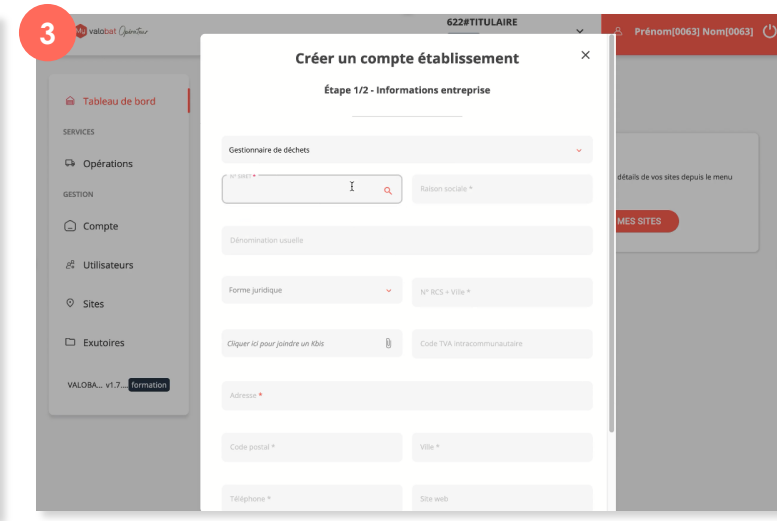 3
valobat Opérateur
622#TITULAIRE
Prénom[0063] Nom[0063]
Créer un compte établissement
Étape 1/2 - Informations entreprise
Tableau de bord
SERVICES
Opérations
GESTION
Compte
Utilisateurs
Sites
Exutoires
VALOBA... v1.7.... formation
Gestionnaire de déchets
N° SIRET *
Raison sociale *
Dénomination usuelle
Forme juridique
N° RCS + Ville *
Cliquer ici pour joindre un Kbis
Code TVA intracommunautaire
Adresse *
Code postal *
Ville *
Téléphone *
Site web
détails de vos sites depuis le menu
MES SITES